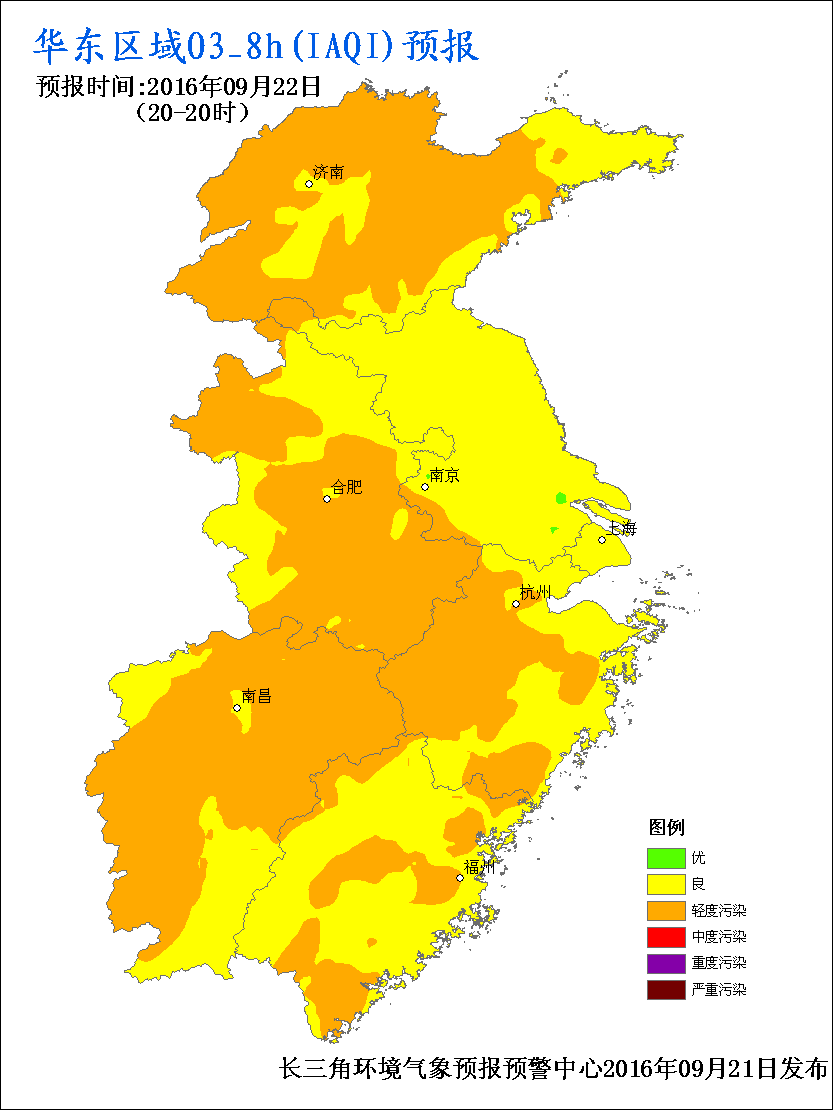 华东区域O3_8h(IAQI)预报
预报时间:2016年09月22日
(20-20时)
济南
南京
合肥
上海
杭州
南昌
福州
图例
优
良
轻度污染
中度污染
重度污染
严重污染
长三角环境气象预报预警中心2016年09月21日发布